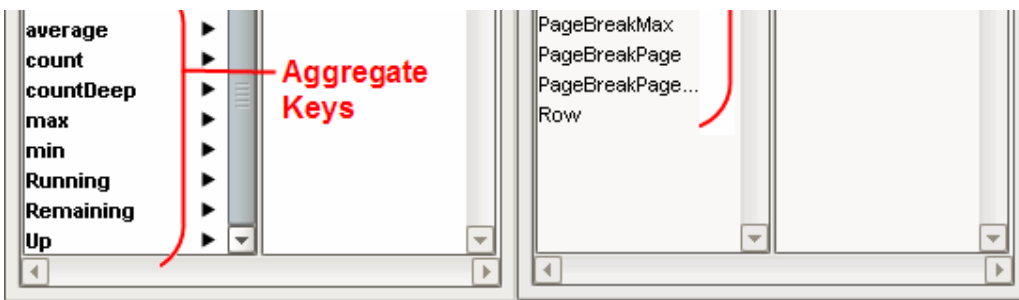 average
count
countDeep
max
min
Running
Remaining
Up
Aggregate
Keys
PageBreakMax
PageBreakPage
PageBreakPage...
Row